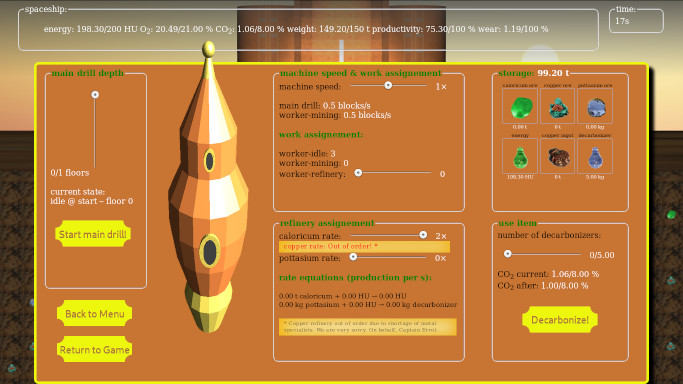 spaceship:
energy: 198.30/200 HU O2: 20.49/21.00 % CO2: 1.06/8.00 % weight: 149.20/150 t productivity: 75.30/100 % wear: 1.19/100 %
time:
17s
main drill depth
0/1 floors
current state:
idle @ start – floor 0
Start main drill!
Back to Menu
Return to Game
machine speed & work assignement
machine speed: 1×
main drill: 0.5 blocks/s
worker-mining: 0.5 blocks/s
work assignement:
worker-idle: 3
worker-mining: 0
worker-refinery: 0
refinery assignement
caloricum rate: 2×
copper rate: Out of order! *
pottasium rate: 0×
rate equations (production per s):
0.00 t caloricum + 0.00 HU → 0.00 HU
0.00 kg pottasium + 0.00 HU → 0.00 kg decarbonizer
* Copper refinery out of order due to shortage of metal
specialists. We are very sorry. (In behalf, Captain Etro)
storage: 99.20 t
caloricum ore copper ore pottasium ore
0.00 t 0 t 0.00 kg
energy copper ingot decarbonizer
198.30 HU 0 t 5.00 kg
use item
number of decarbonizers:
0/5.00
CO2 current: 1.06/8.00 %
CO2 after: 1.00/8.00 %
Decarbonize!